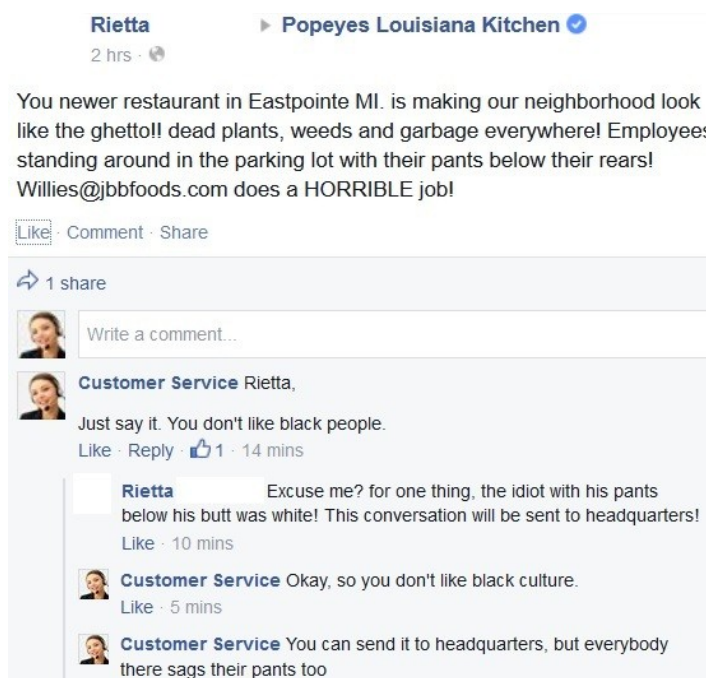 Rietta Popeyes Louisiana Kitchen
2 hrs ·
You newer restaurant in Eastpointe MI. is making our neighborhood look
like the ghetto!! dead plants, weeds and garbage everywhere! Employees
standing around in the parking lot with their pants below their rears!
Willies@jbbfoods.com does a HORRIBLE job!
Like · Comment · Share
1 share
Write a comment...
Customer Service Rietta,
Just say it. You don't like black people.
Like · Reply · 1 · 14 mins
Rietta Excuse me? for one thing, the idiot with his pants
below his butt was white! This conversation will be sent to headquarters!
Like · 10 mins
Customer Service Okay, so you don't like black culture.
Like · 5 mins
Customer Service You can send it to headquarters, but everybody
there sags their pants too